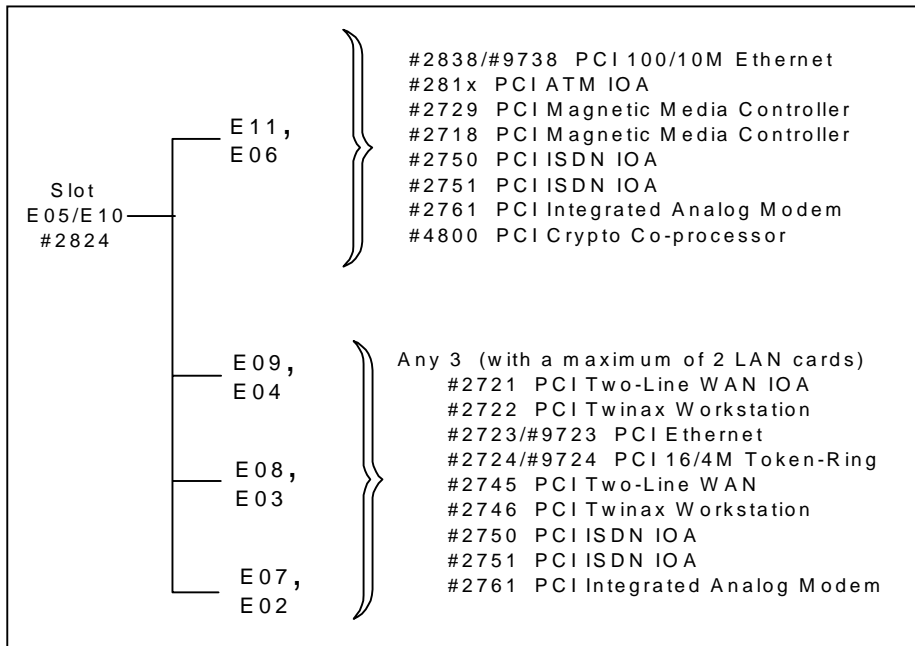 #2838/#9738 PCI 100/10M Ethernet
#281x PCI ATM IOA
#2729 PCI Magnetic Media Controller
#2718 PCI Magnetic Media Controller
#2750 PCI ISDN IOA
#2751 PCI ISDN IOA
#2761 PCI Integrated Analog Modem
#4800 PCI Crypto Co-processor
E11,
E06
Slot
E05/E10
#2824
E09,
E04
E08,
E03
E07,
E02
Any 3 (with a maximum of 2 LAN cards)
#2721 PCI Two-Line WAN IOA
#2722 PCI Twinax Workstation
#2723/#9723 PCI Ethernet
#2724/#9724 PCI 16/4M Token-Ring
#2745 PCI Two-Line WAN
#2746 PCI Twinax Workstation
#2750 PCI ISDN IOA
#2751 PCI ISDN IOA
#2761 PCI Integrated Analog Modem